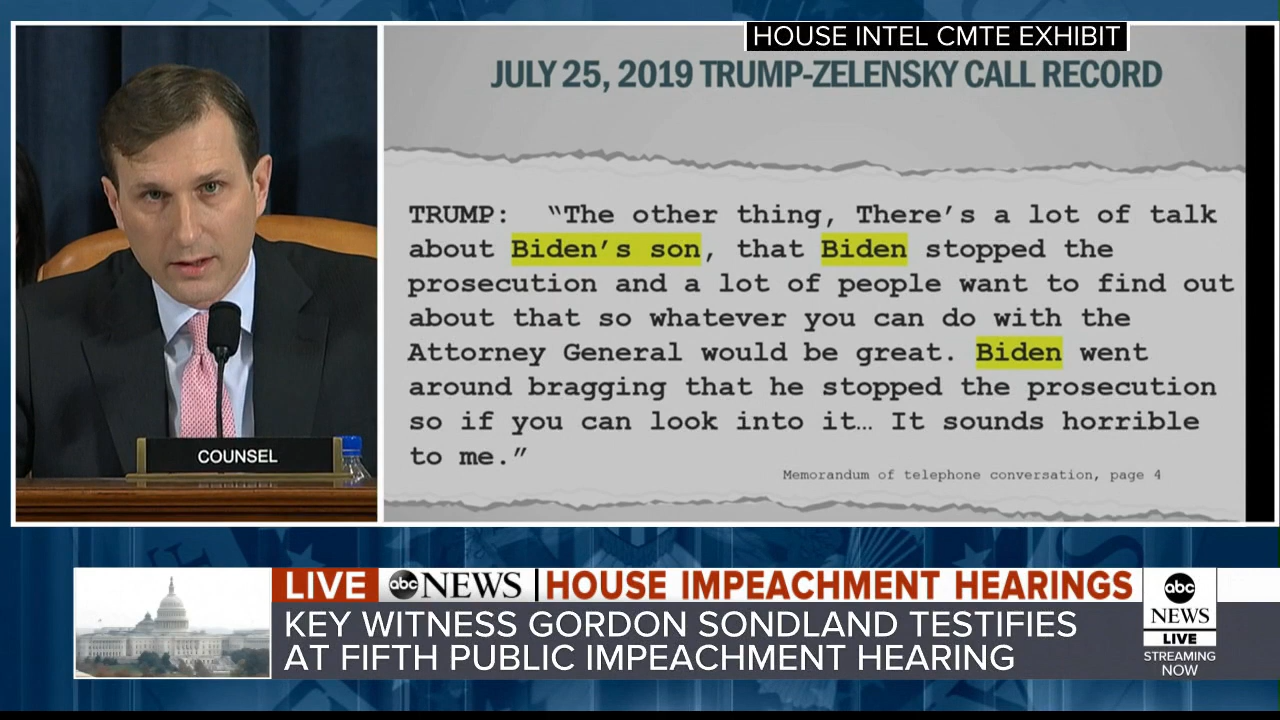 HOUSE INTEL CMTE EXHIBIT
JULY 25, 2019 TRUMP-ZELENSKY CALL RECORD
TRUMP: “The other thing, There’s a lot of talk
about Biden’s son, that Biden stopped the
prosecution and a lot of people want to find out
about that so whatever you can do with the
Attorney General would be great. Biden went
around bragging that he stopped the prosecution
so if you can look into it… It sounds horrible
to me.”
Memorandum of telephone conversation, page 4
COUNSEL
LIVE abc NEWS HOUSE IMPEACHMENT HEARINGS
KEY WITNESS GORDON SONDLAND TESTIFIES
AT FIFTH PUBLIC IMPEACHMENT HEARING
abc
NEWS
LIVE
STREAMING
NOW